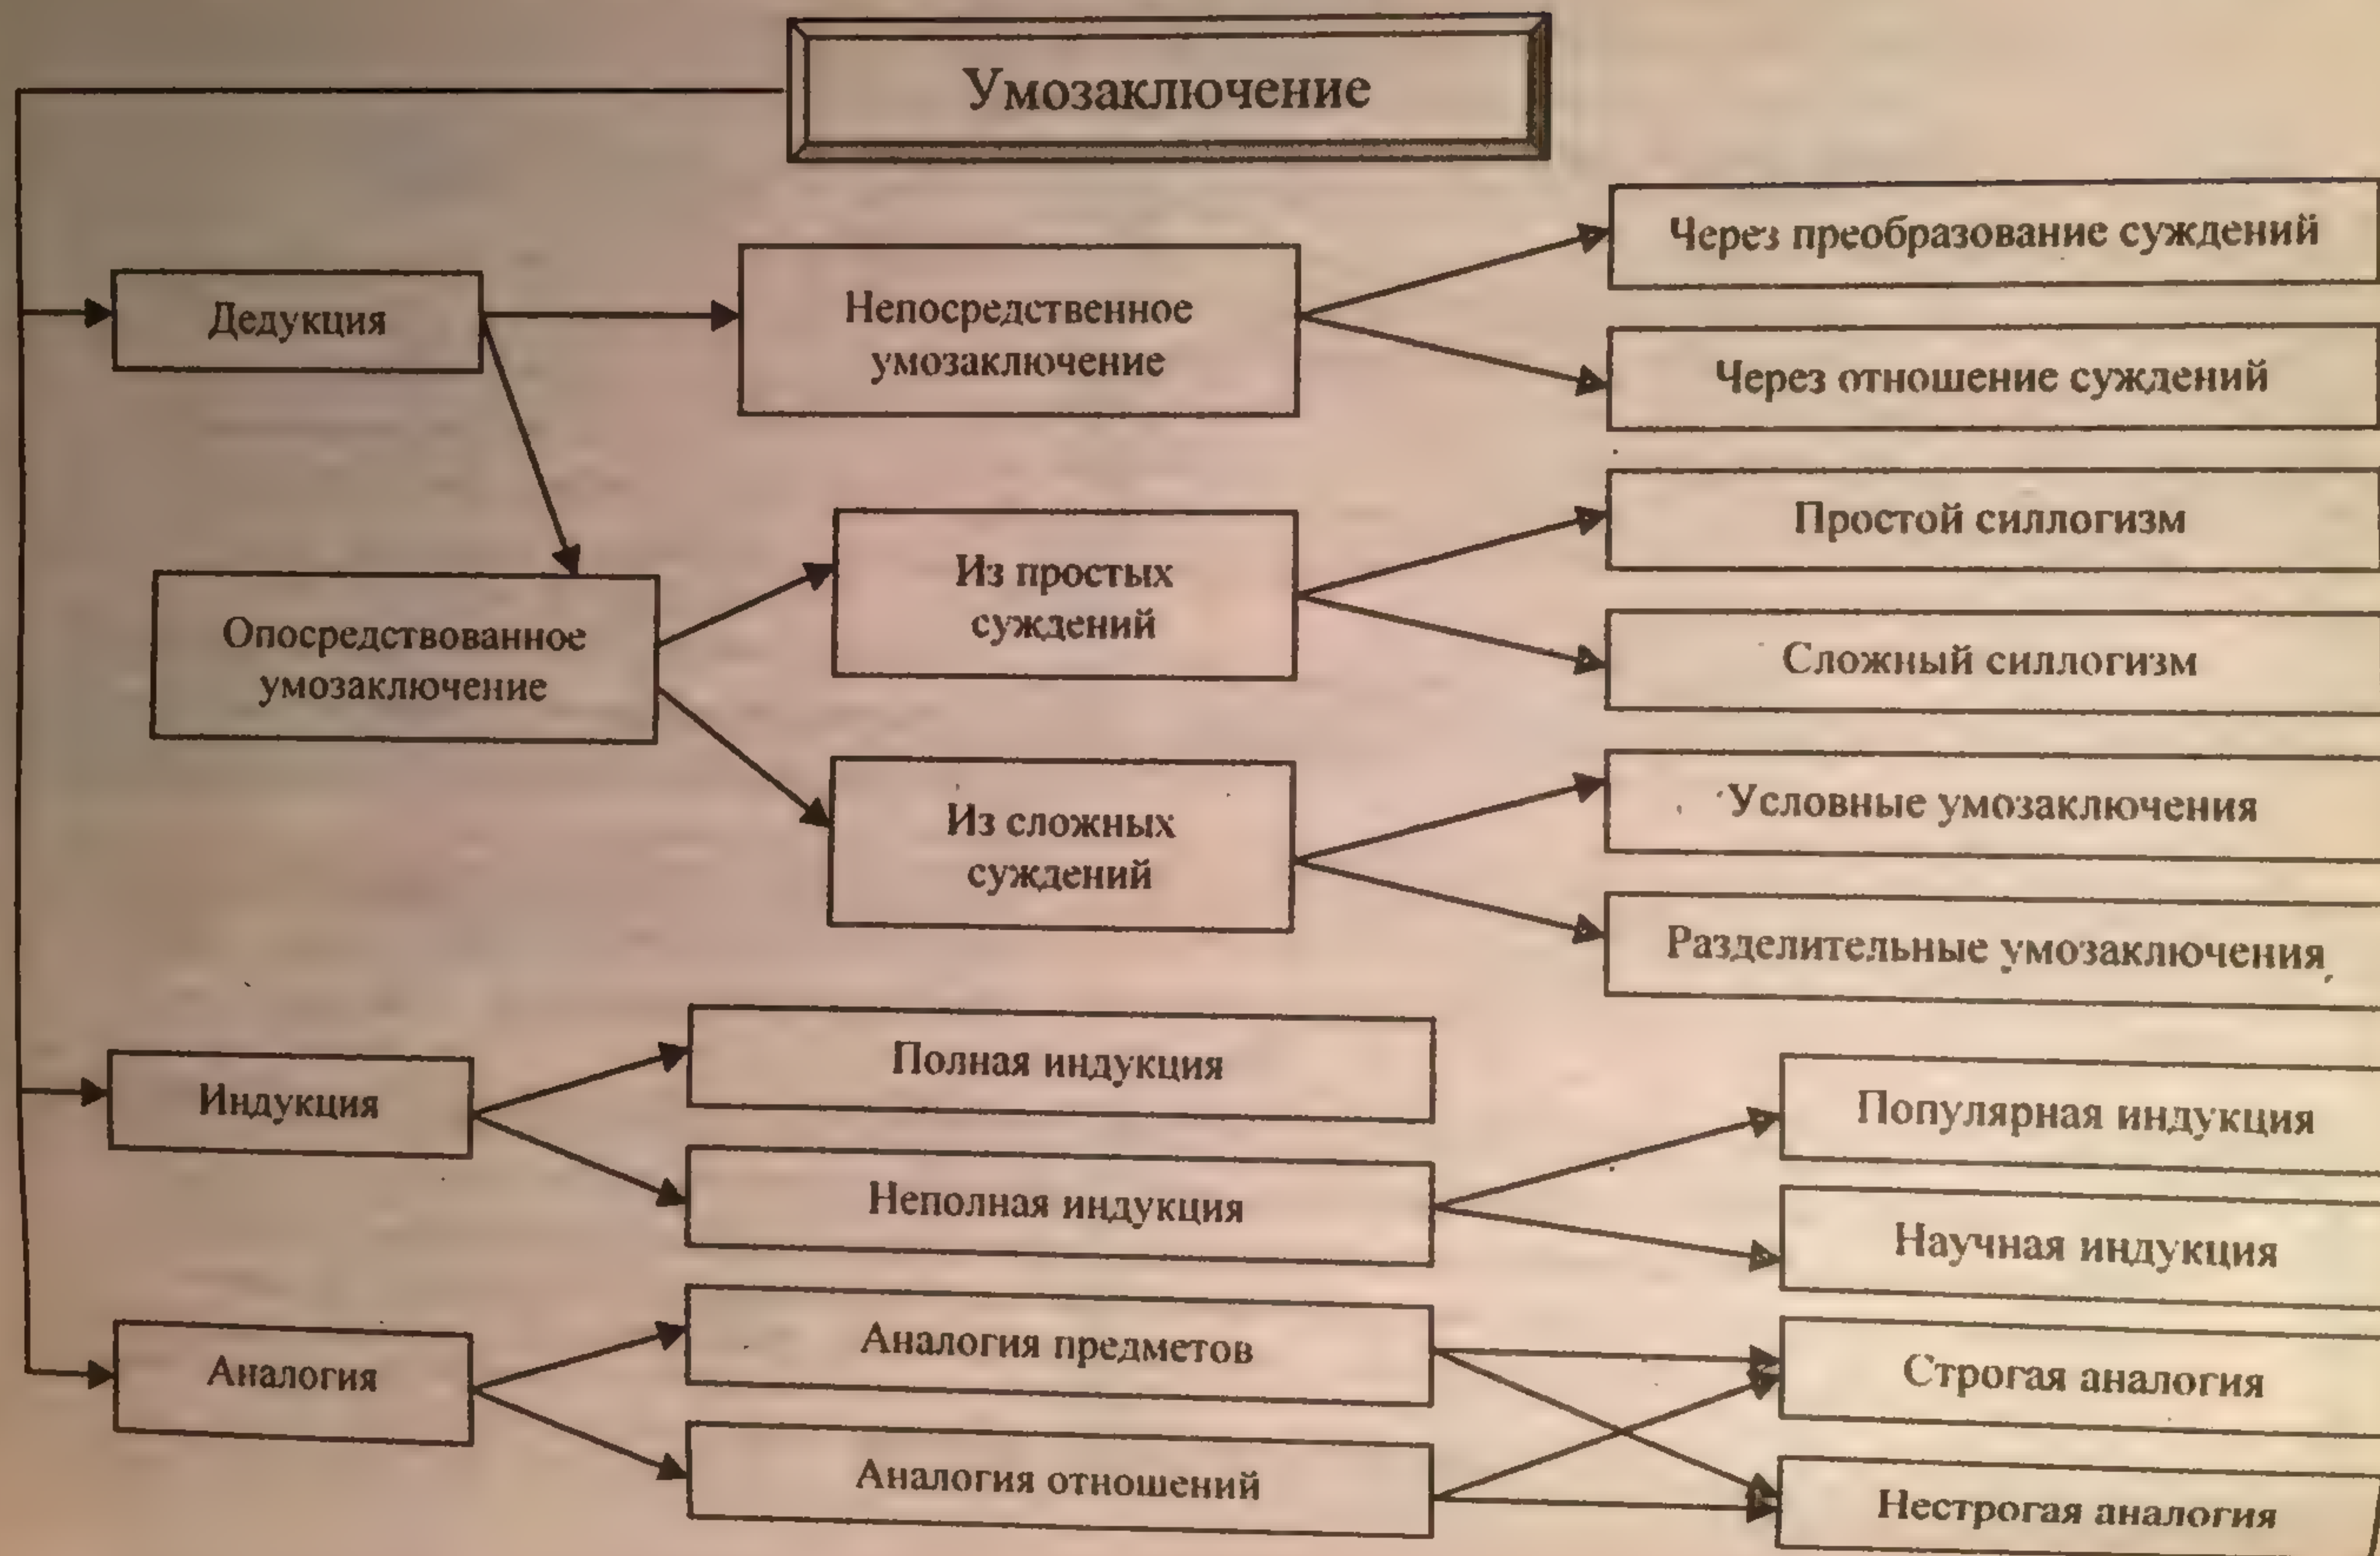 Умозаключение
Дедукция
Непосредственное
умозаключение
Через преобразование суждений
Через отношение суждений
Опосредствованное
умозаключение
Из простых
суждений
Простой силлогизм
Сложный силлогизм
Из сложных
суждений
Условные умозаключения
Разделительные умозаключения
Индукция
Полная индукция
Неполная индукция
Популярная индукция
Научная индукция
Аналогия
Аналогия предметов
Аналогия отношений
Строгая аналогия
Нестрогая аналогия